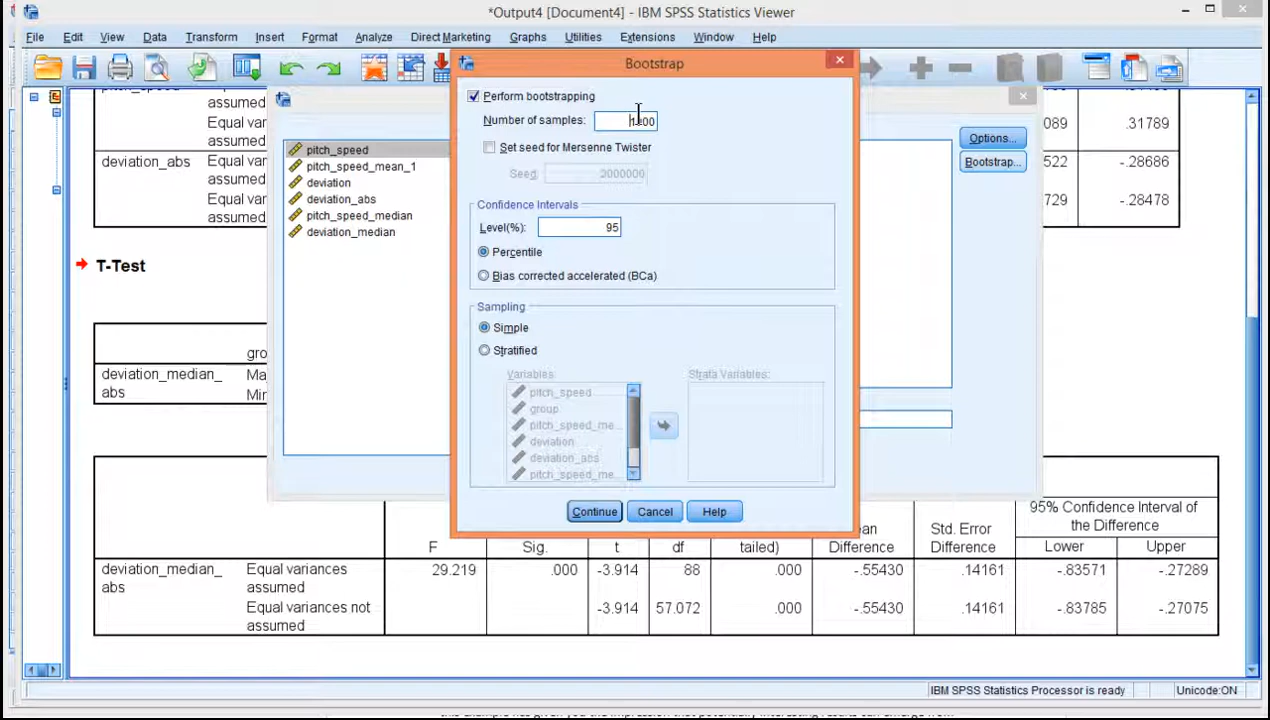 *Output4 [Document4] - IBM SPSS Statistics Viewer
File Edit View Data Transform Insert Format Analyze Direct Marketing Graphs Utilities Extensions Window Help
Bootstrap
Perform bootstrapping
Number of samples:
Set seed for Mersenne Twister
Seed: 2000000
Confidence Intervals
Level(%): 95
Percentile
Bias corrected accelerated (BCa)
Sampling
Simple
Stratified
Variables:
Strata Variables:
pitch_speed
group
pitch_speed_me...
deviation
deviation_abs
pitch_speed_me...
Continue Cancel Help
pitch_speed
pitch_speed_mean_1
deviation
deviation_abs
pitch_speed_median
deviation_median
Options...
Bootstrap...
assumed
Equal var
assumed
deviation_abs Equal var
assumed
Equal var
assumed
089 .31789
522 -.28686
729 -.28478
T-Test
gro
deviation_median_
abs
Ma
Min
F Sig. t df tailed) Difference
Std. Error
Difference
95% Confidence Interval of
the Difference
Lower Upper
deviation_median_
abs
Equal variances
assumed
29.219 .000 -3.914 88 .000 -.55430 .14161 -.83571 -.27289
Equal variances not
assumed
-3.914 57.072 .000 -.55430 .14161 -.83785 -.27075
IBM SPSS Statistics Processor is ready Unicode:ON